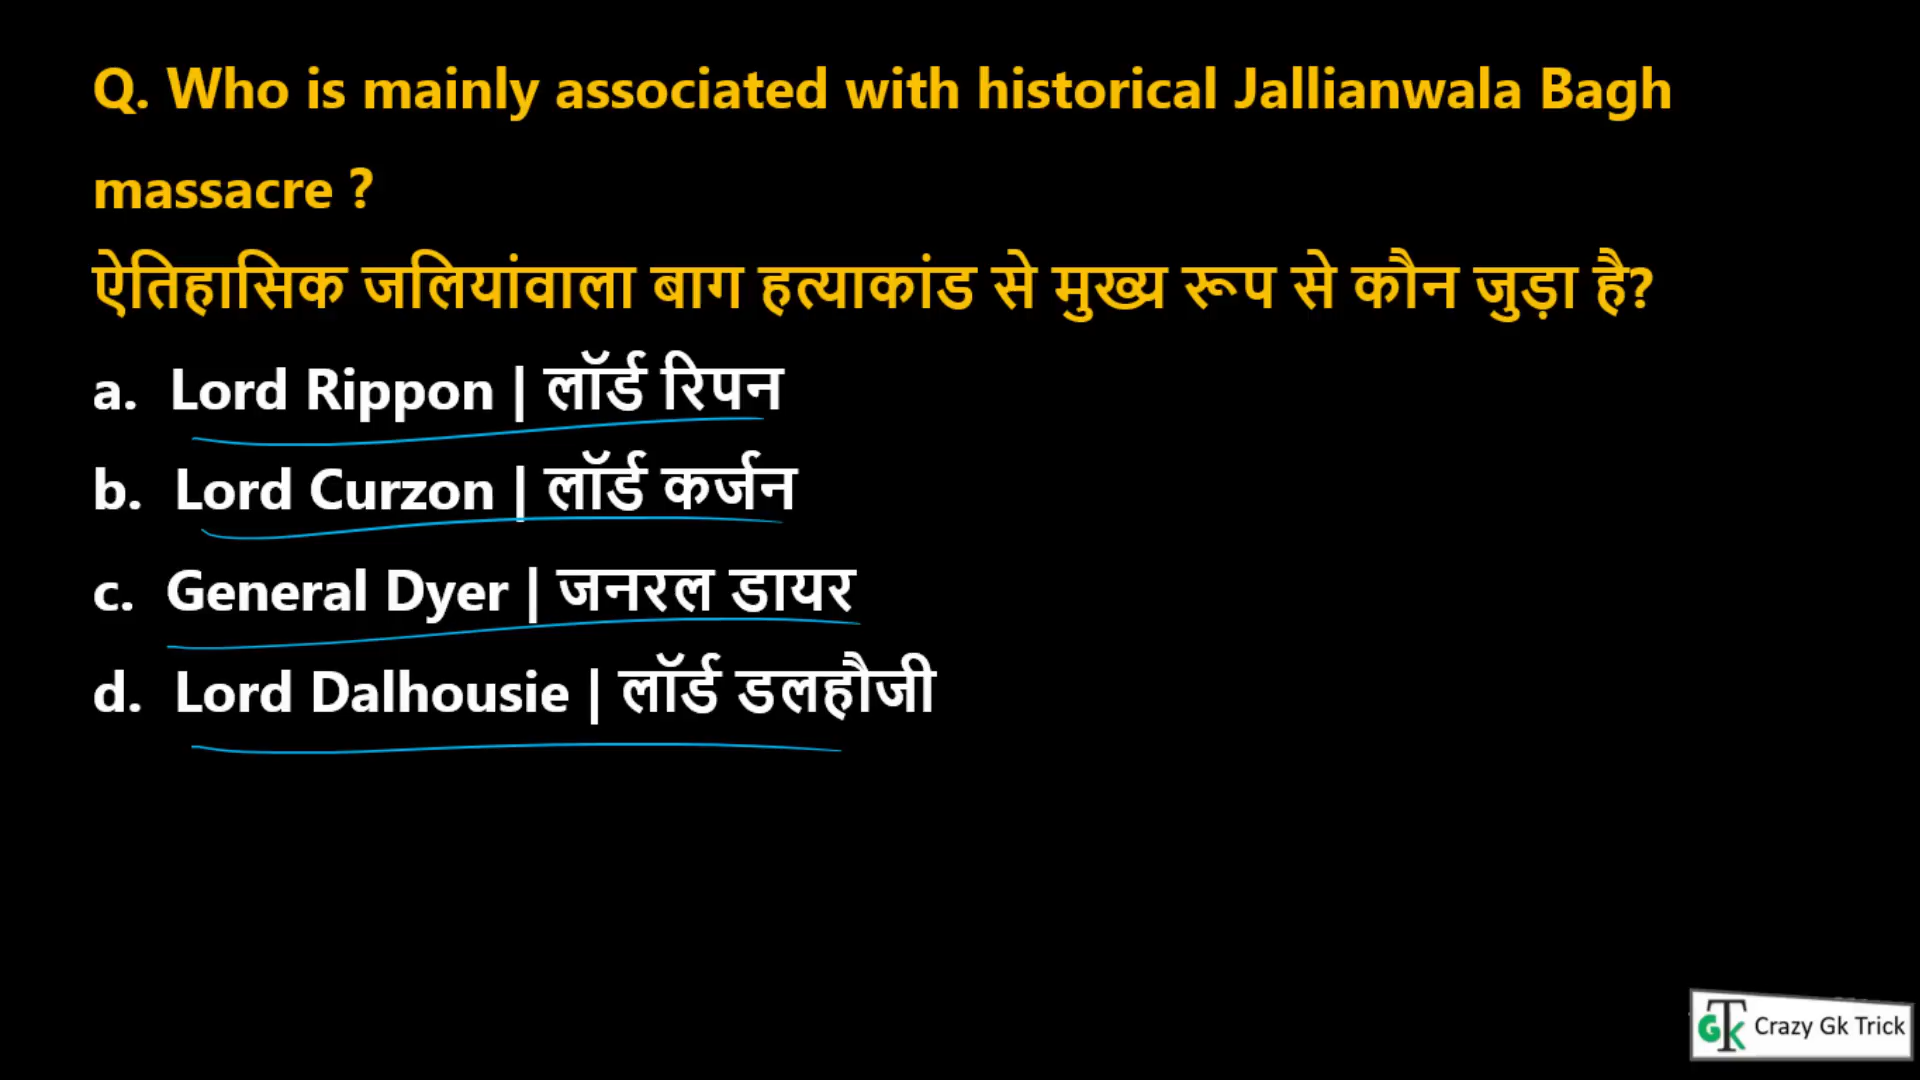 Q. Who is mainly associated with historical Jallianwala Bagh
massacre ?
ऐतिहासिक जलियांवाला बाग हत्याकांड से मुख्य रूप से कौन जुड़ा है?
a. Lord Rippon | लॉर्ड रिपन
b. Lord Curzon | लॉर्ड कर्जन
c. General Dyer | जनरल डायर
d. Lord Dalhousie | लॉर्ड डलहौजी
GTK Crazy Gk Trick